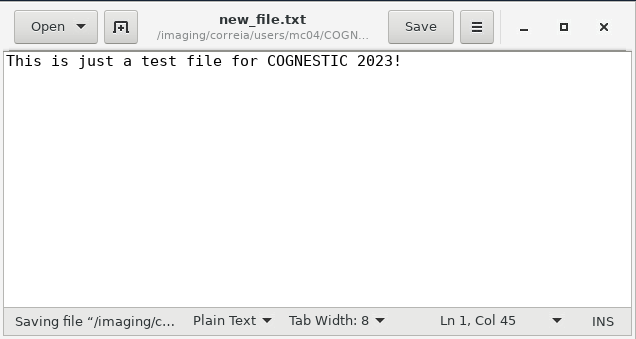 Open
new_file.txt
/imaging/correia/users/mc04/COGN...
Save
This is just a test file for COGNESTIC 2023!
Saving file “/imaging/c...
Plain Text
Tab Width: 8
Ln 1, Col 45
INS